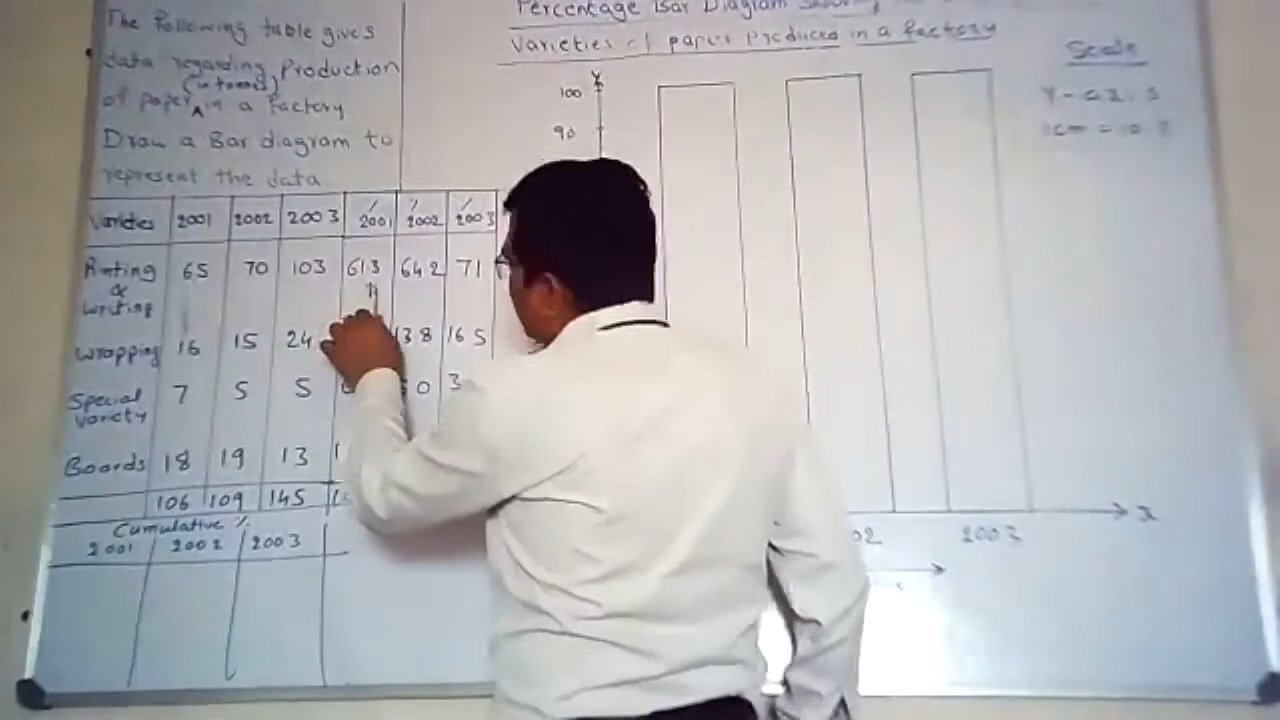 The following table gives
data regarding Production
(in tones)
of paper in a factory
Draw a Bar diagram to
represent the data
Percentage Bar Diagram
Varieties of paper Produced in a factory
Scale
1cm = 10
Y
100
90
Varieties 2001 2002 2003 % 2001 % 2002 % 2003
Printing & writing 65 70 103 613 642 71
Wrapping 16 15 24 138 165
Special Variety 7 5 5 0 3
Boards 18 19 13 1
106 109 145
Cumulative %
2001 2002 2003
02 2003
X